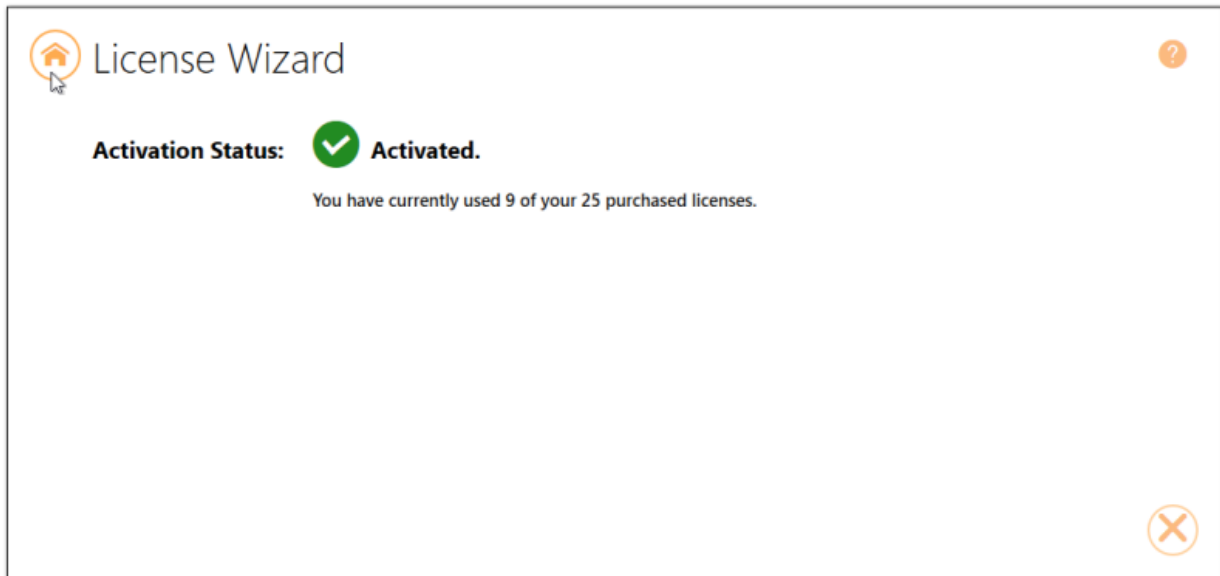 License Wizard
?
Activation Status: Activated.
You have currently used 9 of your 25 purchased licenses.